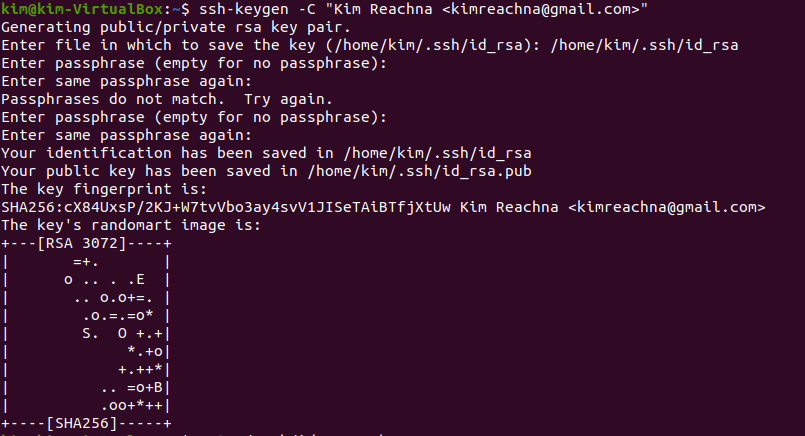 kim@kim-VirtualBox:~$ ssh-keygen -C "Kim Reachna <kimreachna@gmail.com>"
Generating public/private rsa key pair.
Enter file in which to save the key (/home/kim/.ssh/id_rsa): /home/kim/.ssh/id_rsa
Enter passphrase (empty for no passphrase):
Enter same passphrase again:
Passphrases do not match.  Try again.
Enter passphrase (empty for no passphrase):
Enter same passphrase again:
Your identification has been saved in /home/kim/.ssh/id_rsa
Your public key has been saved in /home/kim/.ssh/id_rsa.pub
The key fingerprint is:
SHA256:cX84UxsP/2KJ+W7tvVbo3ay4svV1JISeTAiBTfjXtUw Kim Reachna <kimreachna@gmail.com>
The key's randomart image is:
+---[RSA 3072]----+
|       =+.       |
|      o .. . .E  |
|       .. o.o+=. |
|        .o.=.=o* |
|        S.  O +.+|
|             *.+o|
|            +.++*|
|          .. =o+B|
|          .oo+*++|
+----[SHA256]-----+